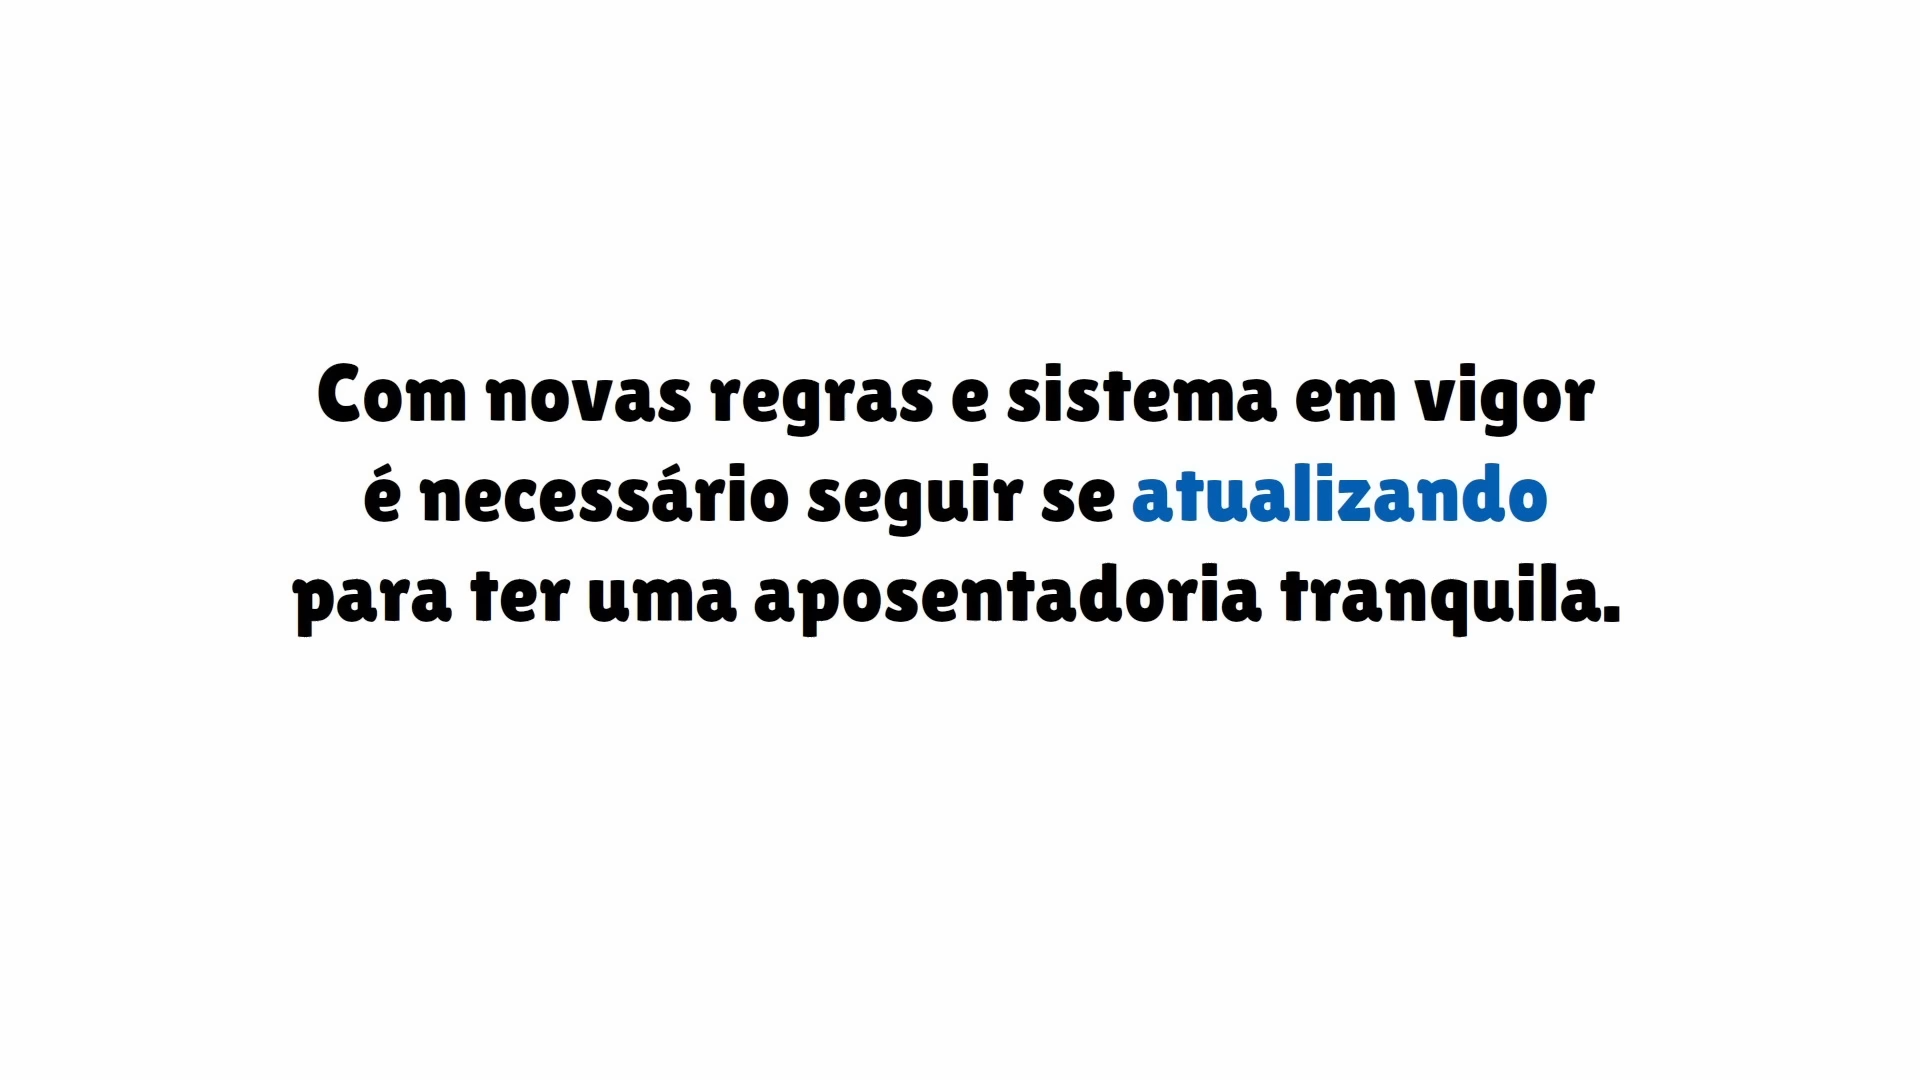 Com novas regras e sistema em vigor
é necessário seguir se atualizando
para ter uma aposentadoria tranquila.